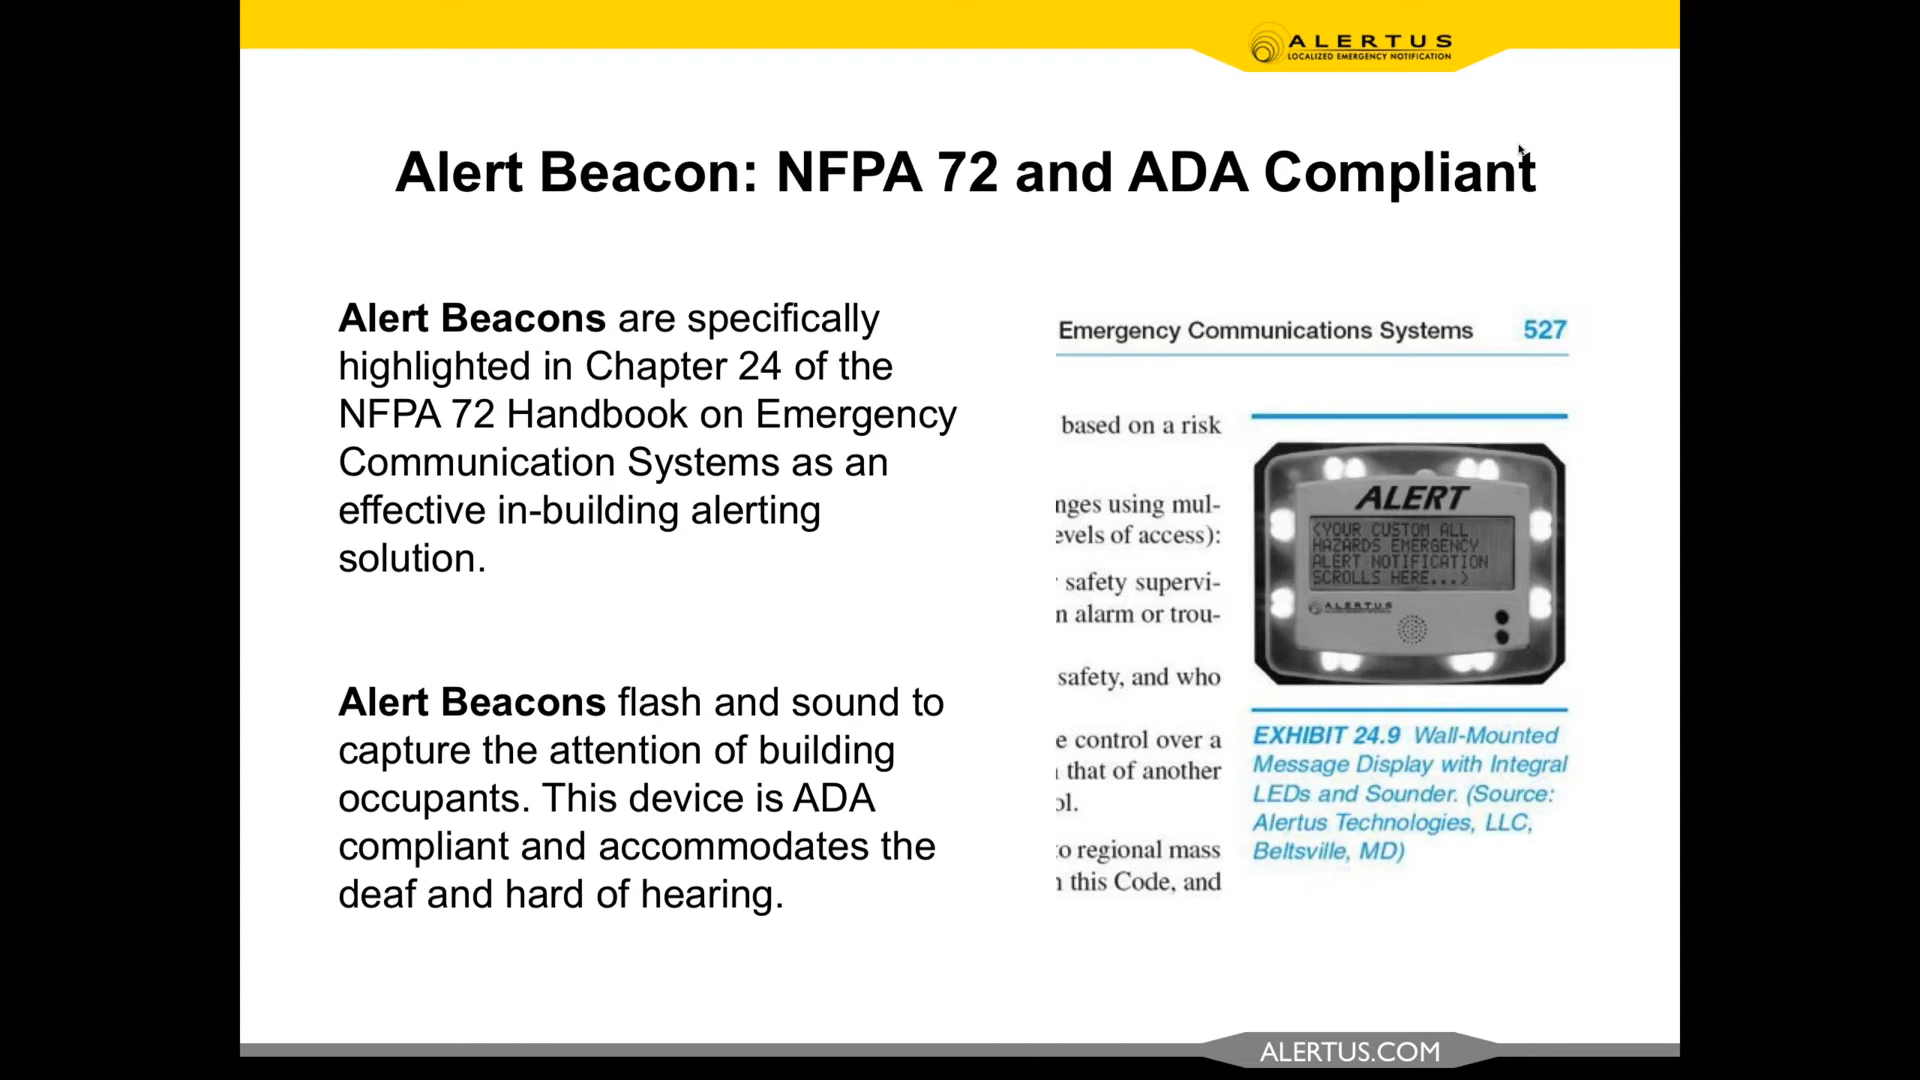 ALERTUS
LOCALIZED EMERGENCY NOTIFICATION
Alert Beacon: NFPA 72 and ADA Compliant
Alert Beacons are specifically
highlighted in Chapter 24 of the
NFPA 72 Handbook on Emergency
Communication Systems as an
effective in-building alerting
solution.
Alert Beacons flash and sound to
capture the attention of building
occupants. This device is ADA
compliant and accommodates the
deaf and hard of hearing.
Emergency Communications Systems 527
based on a risk
nges using mul-
evels of access):
safety supervi-
n alarm or trou-
safety, and who
e control over a
that of another
ol.
o regional mass
this Code, and
ALERT
<YOUR CUSTOM ALL
HAZARDS EMERGENCY
ALERT NOTIFICATION
SCROLLS HERE...>
ALERTUS
EXHIBIT 24.9 Wall-Mounted
Message Display with Integral
LEDs and Sounder. (Source:
Alertus Technologies, LLC,
Beltsville, MD)
ALERTUS.COM